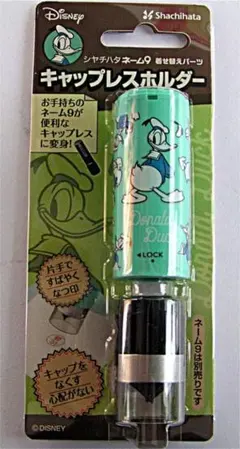 Disney
Shachihata
シヤチハタ ネーム9 着せ替えパーツ
キャップレスホルダー
お手持ちの
ネーム9が
便利な
キャップレス
に変身!
Donald
Duck
LOCK
片手で
すばやく
なつ印
キャップを
なくす
心配がない
ネーム9は別売りです
©DISNEY